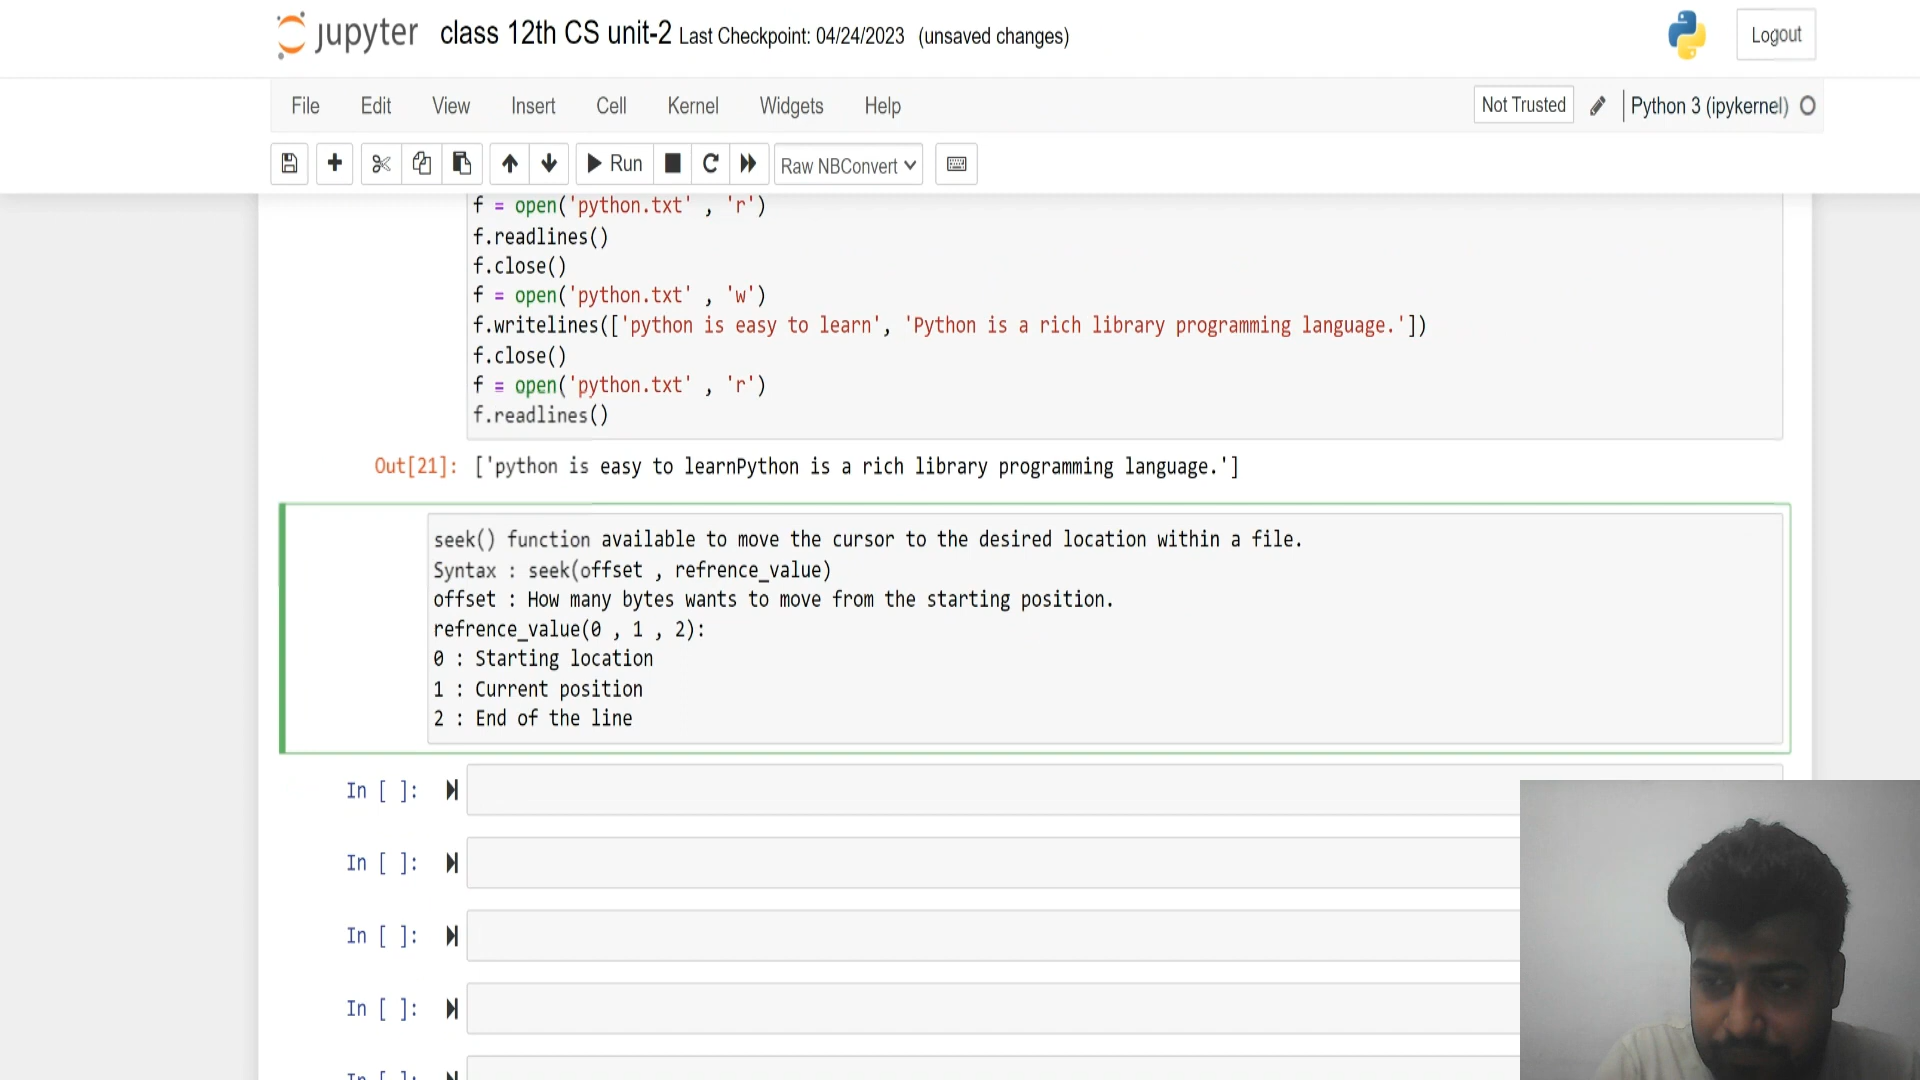 jupyter class 12th CS unit-2 Last Checkpoint: 04/24/2023 (unsaved changes) Logout
File Edit View Insert Cell Kernel Widgets Help Not Trusted Python 3 (ipykernel)
Run Raw NBConvert
f = open('python.txt' , 'r')
f.readlines()
f.close()
f = open('python.txt' , 'w')
f.writelines(['python is easy to learn', 'Python is a rich library programming language.'])
f.close()
f = open('python.txt' , 'r')
f.readlines()
Out[21]: ['python is easy to learnPython is a rich library programming language.']
seek() function available to move the cursor to the desired location within a file.
Syntax : seek(offset , refrence_value)
offset : How many bytes wants to move from the starting position.
refrence_value(0 , 1 , 2):
0 : Starting location
1 : Current position
2 : End of the line
In [ ]:
In [ ]:
In [ ]:
In [ ]:
In [ ]: